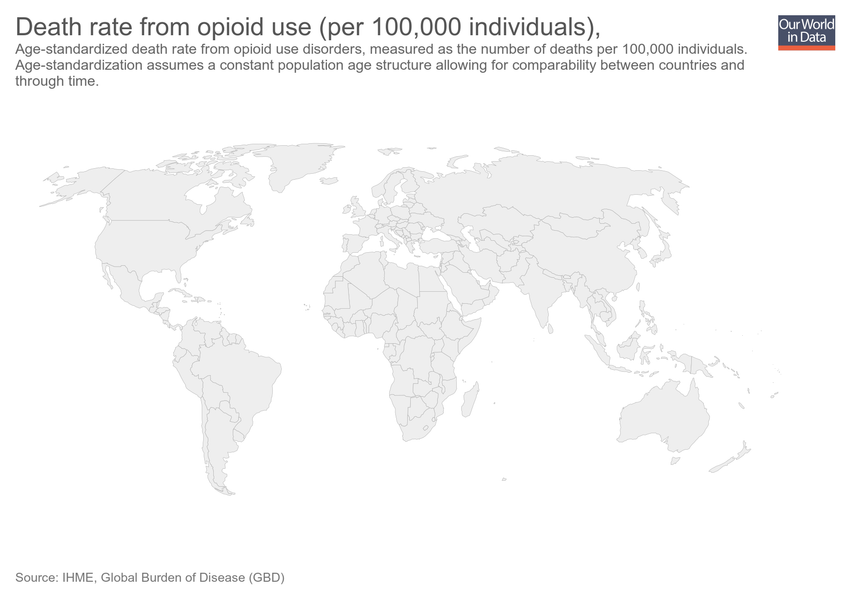 Death rate from opioid use (per 100,000 individuals),
Our World
in Data
Age-standardized death rate from opioid use disorders, measured as the number of deaths per 100,000 individuals.
Age-standardization assumes a constant population age structure allowing for comparability between countries and
through time.
Source: IHME, Global Burden of Disease (GBD)